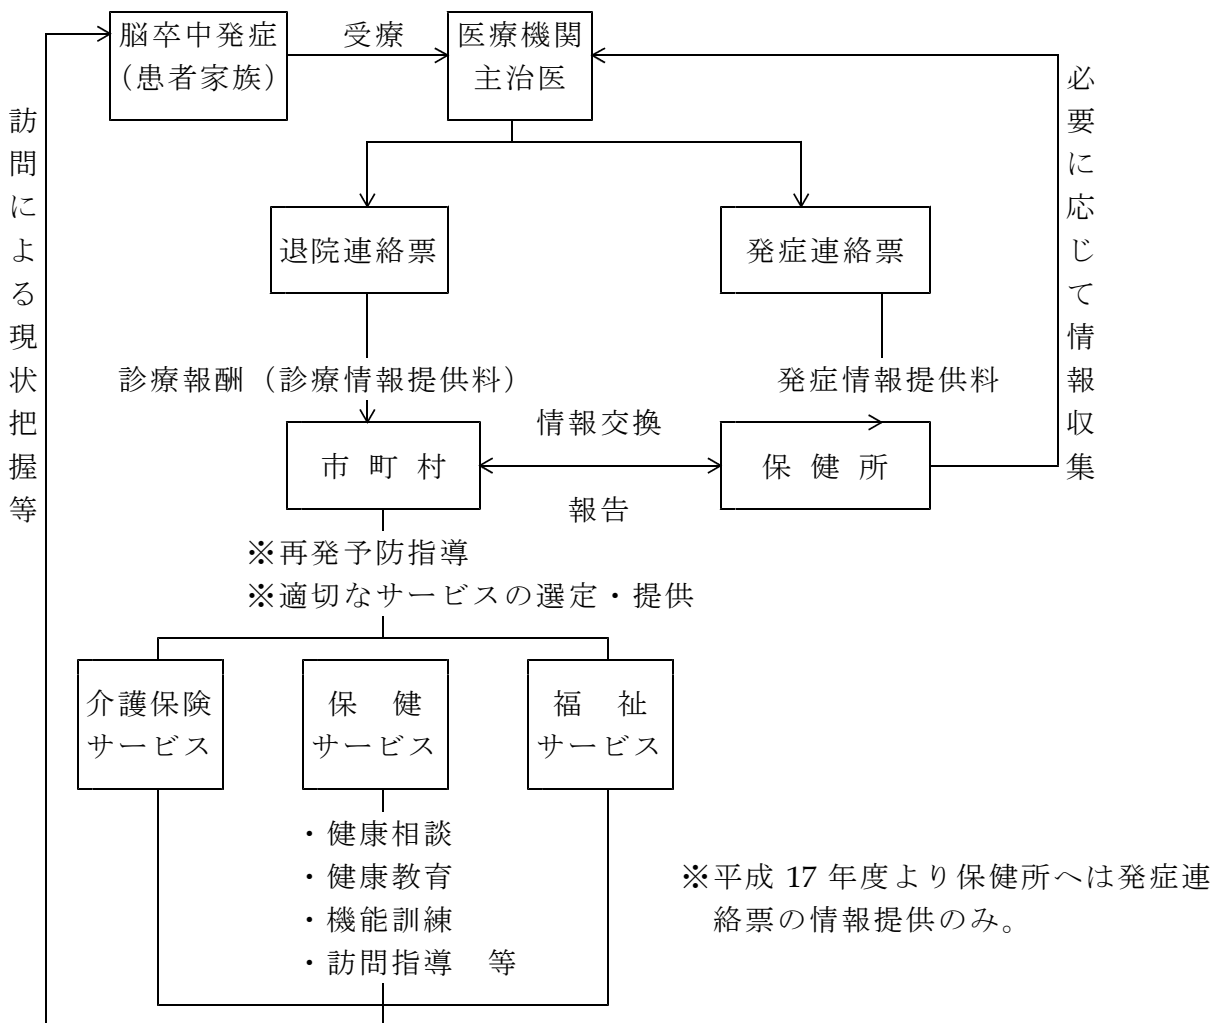 脳卒中発症
(患者家族)
受療
医療機関
主治医
訪問による現状把握等
必要に応じて情報収集
退院連絡票
発症連絡票
診療報酬(診療情報提供料)
発症情報提供料
情報交換
市 町 村
保 健 所
報告
※再発予防指導
※適切なサービスの選定・提供
介護保険
サービス
保 健
サービス
福 祉
サービス
・健康相談
・健康教育
・機能訓練
・訪問指導 等
※平成 17 年度より保健所へは発症連
絡票の情報提供のみ。